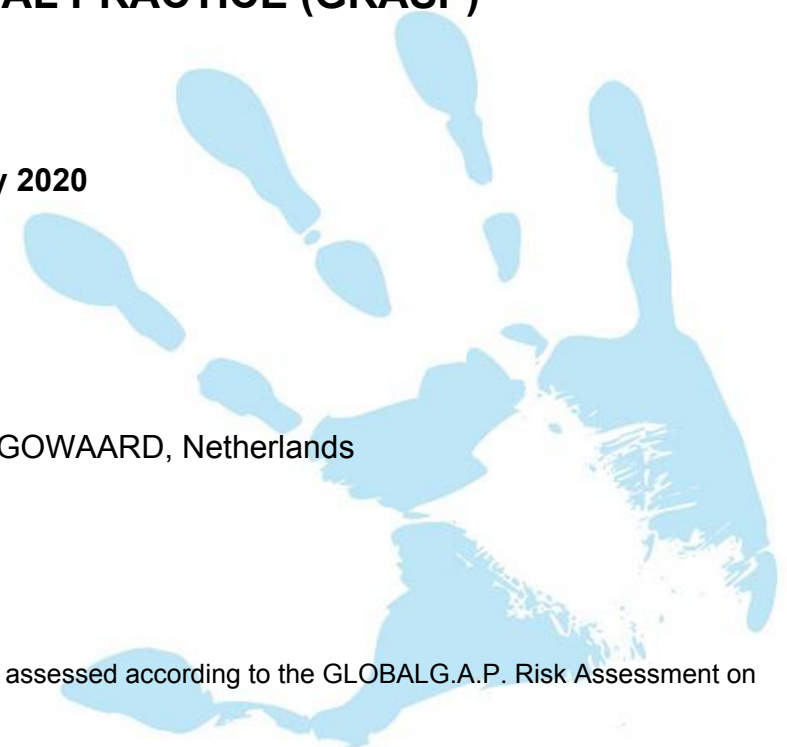 AL PRACTICE (GRASP)
y 2020
GOWAARD, Netherlands
assessed according to the GLOBALG.A.P. Risk Assessment on